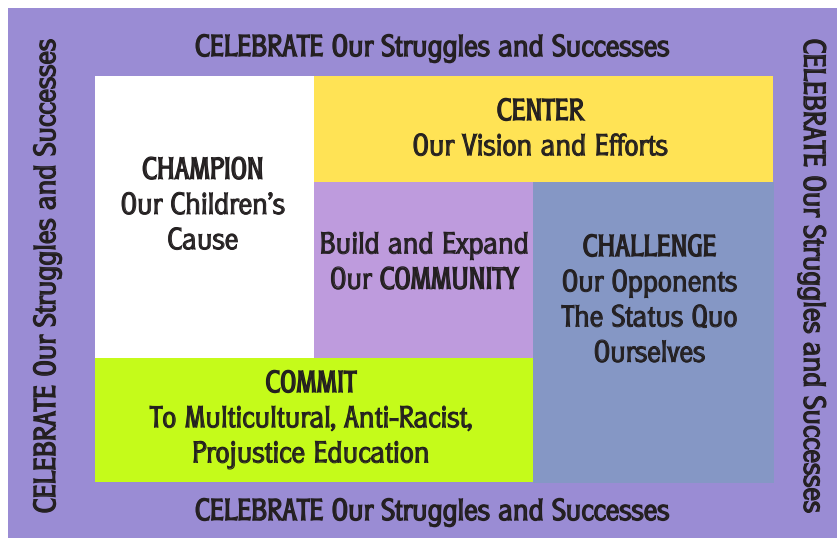 CELEBRATE Our Struggles and Successes
CELEBRATE Our Struggles and Successes
CHAMPION
Our Children’s
Cause
CENTER
Our Vision and Efforts
Build and Expand
Our COMMUNITY
CHALLENGE
Our Opponents
The Status Quo
Ourselves
COMMIT
To Multicultural, Anti-Racist,
Projustice Education
CELEBRATE Our Struggles and Successes
CELEBRATE Our Struggles and Successes